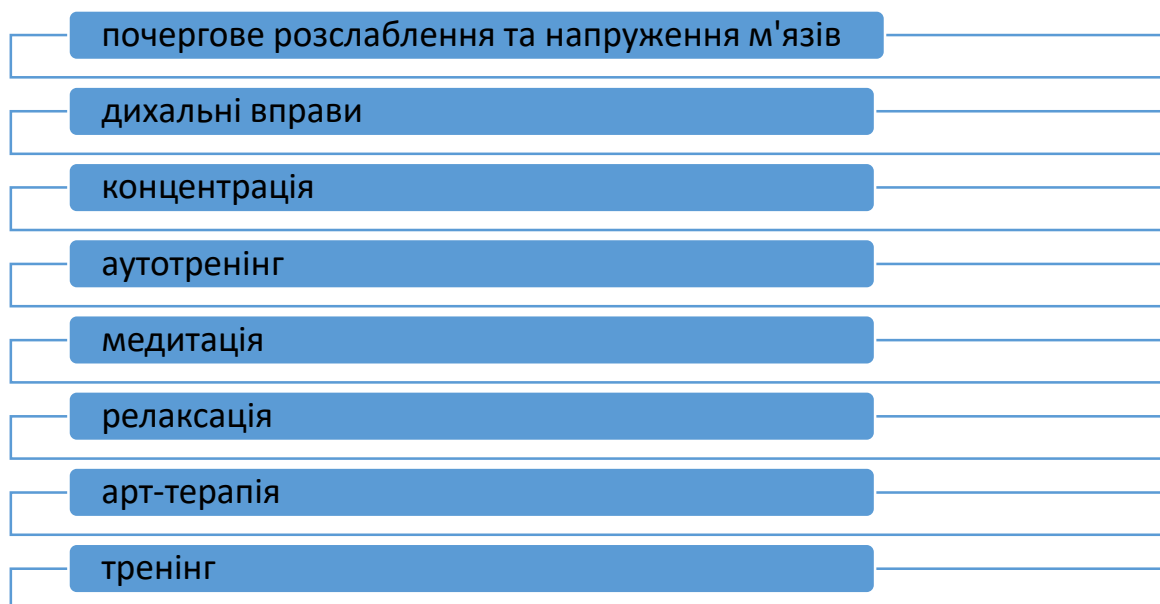 почергове розслаблення та напруження м'язів
дихальні вправи
концентрація
аутотренінг
медитація
релаксація
арт-терапія
тренінг